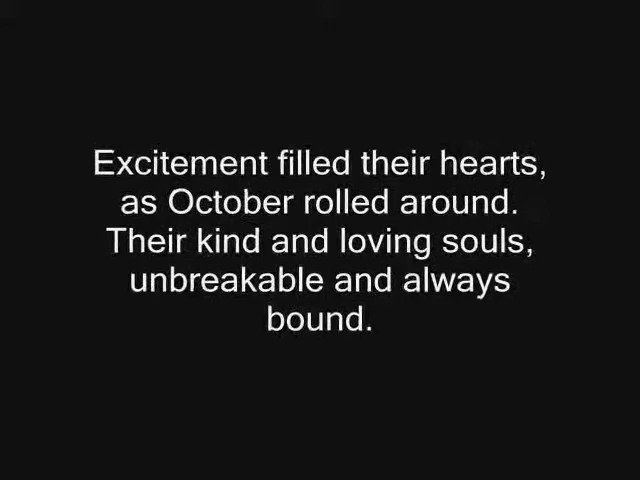 Excitement filled their hearts,
as October rolled around.
Their kind and loving souls,
unbreakable and always
bound.